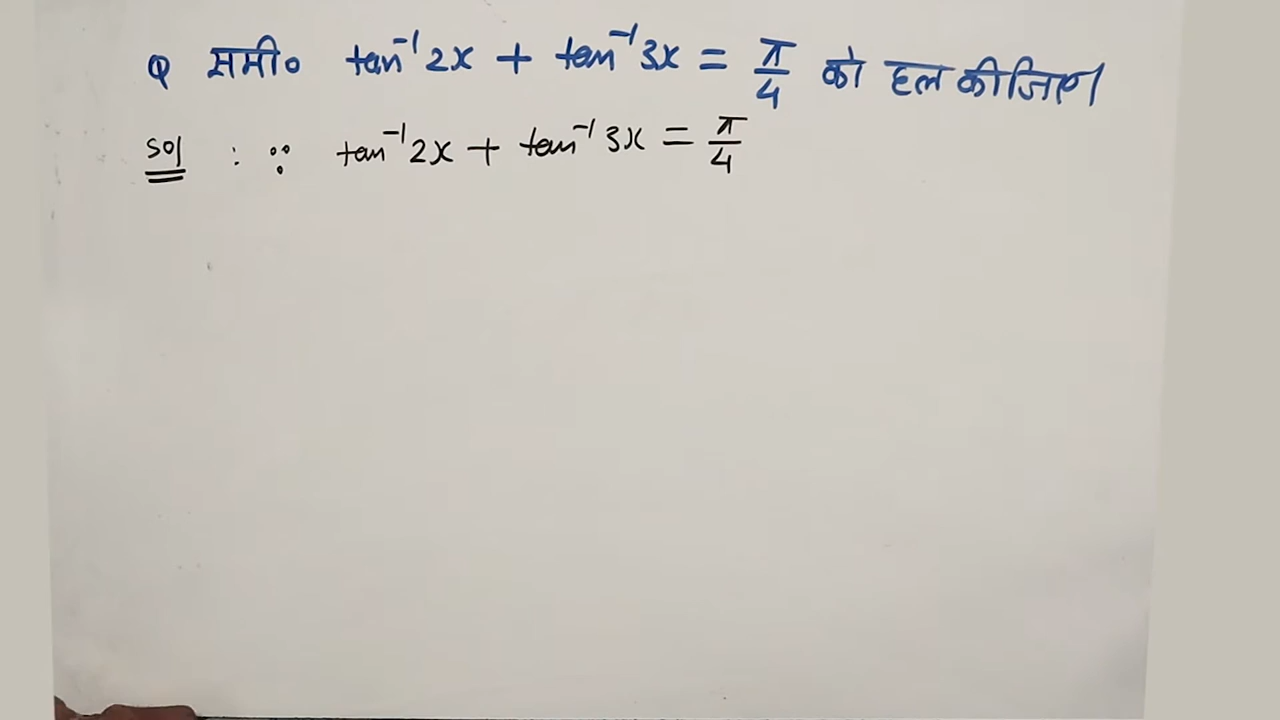 Q समी० tan⁻¹2x + tan⁻¹3x = π/4 को हल कीजिए।
Sol : ∵ tan⁻¹2x + tan⁻¹3x = π/4